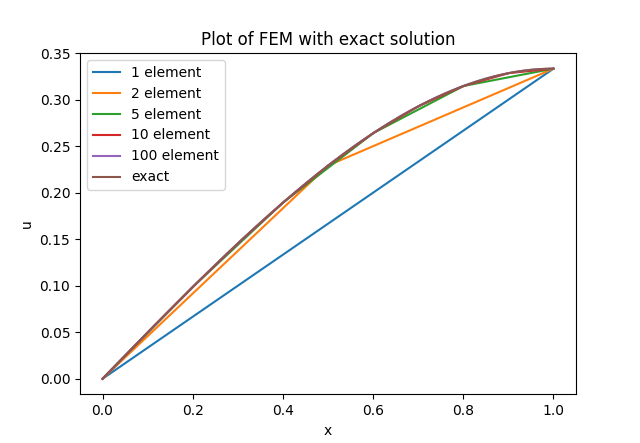 Plot of FEM with exact solution
0.35
0.30
0.25
0.20
0.15
0.10
0.05
0.00
u
1 element
2 element
5 element
10 element
100 element
exact
0.0 0.2 0.4 0.6 0.8 1.0
x